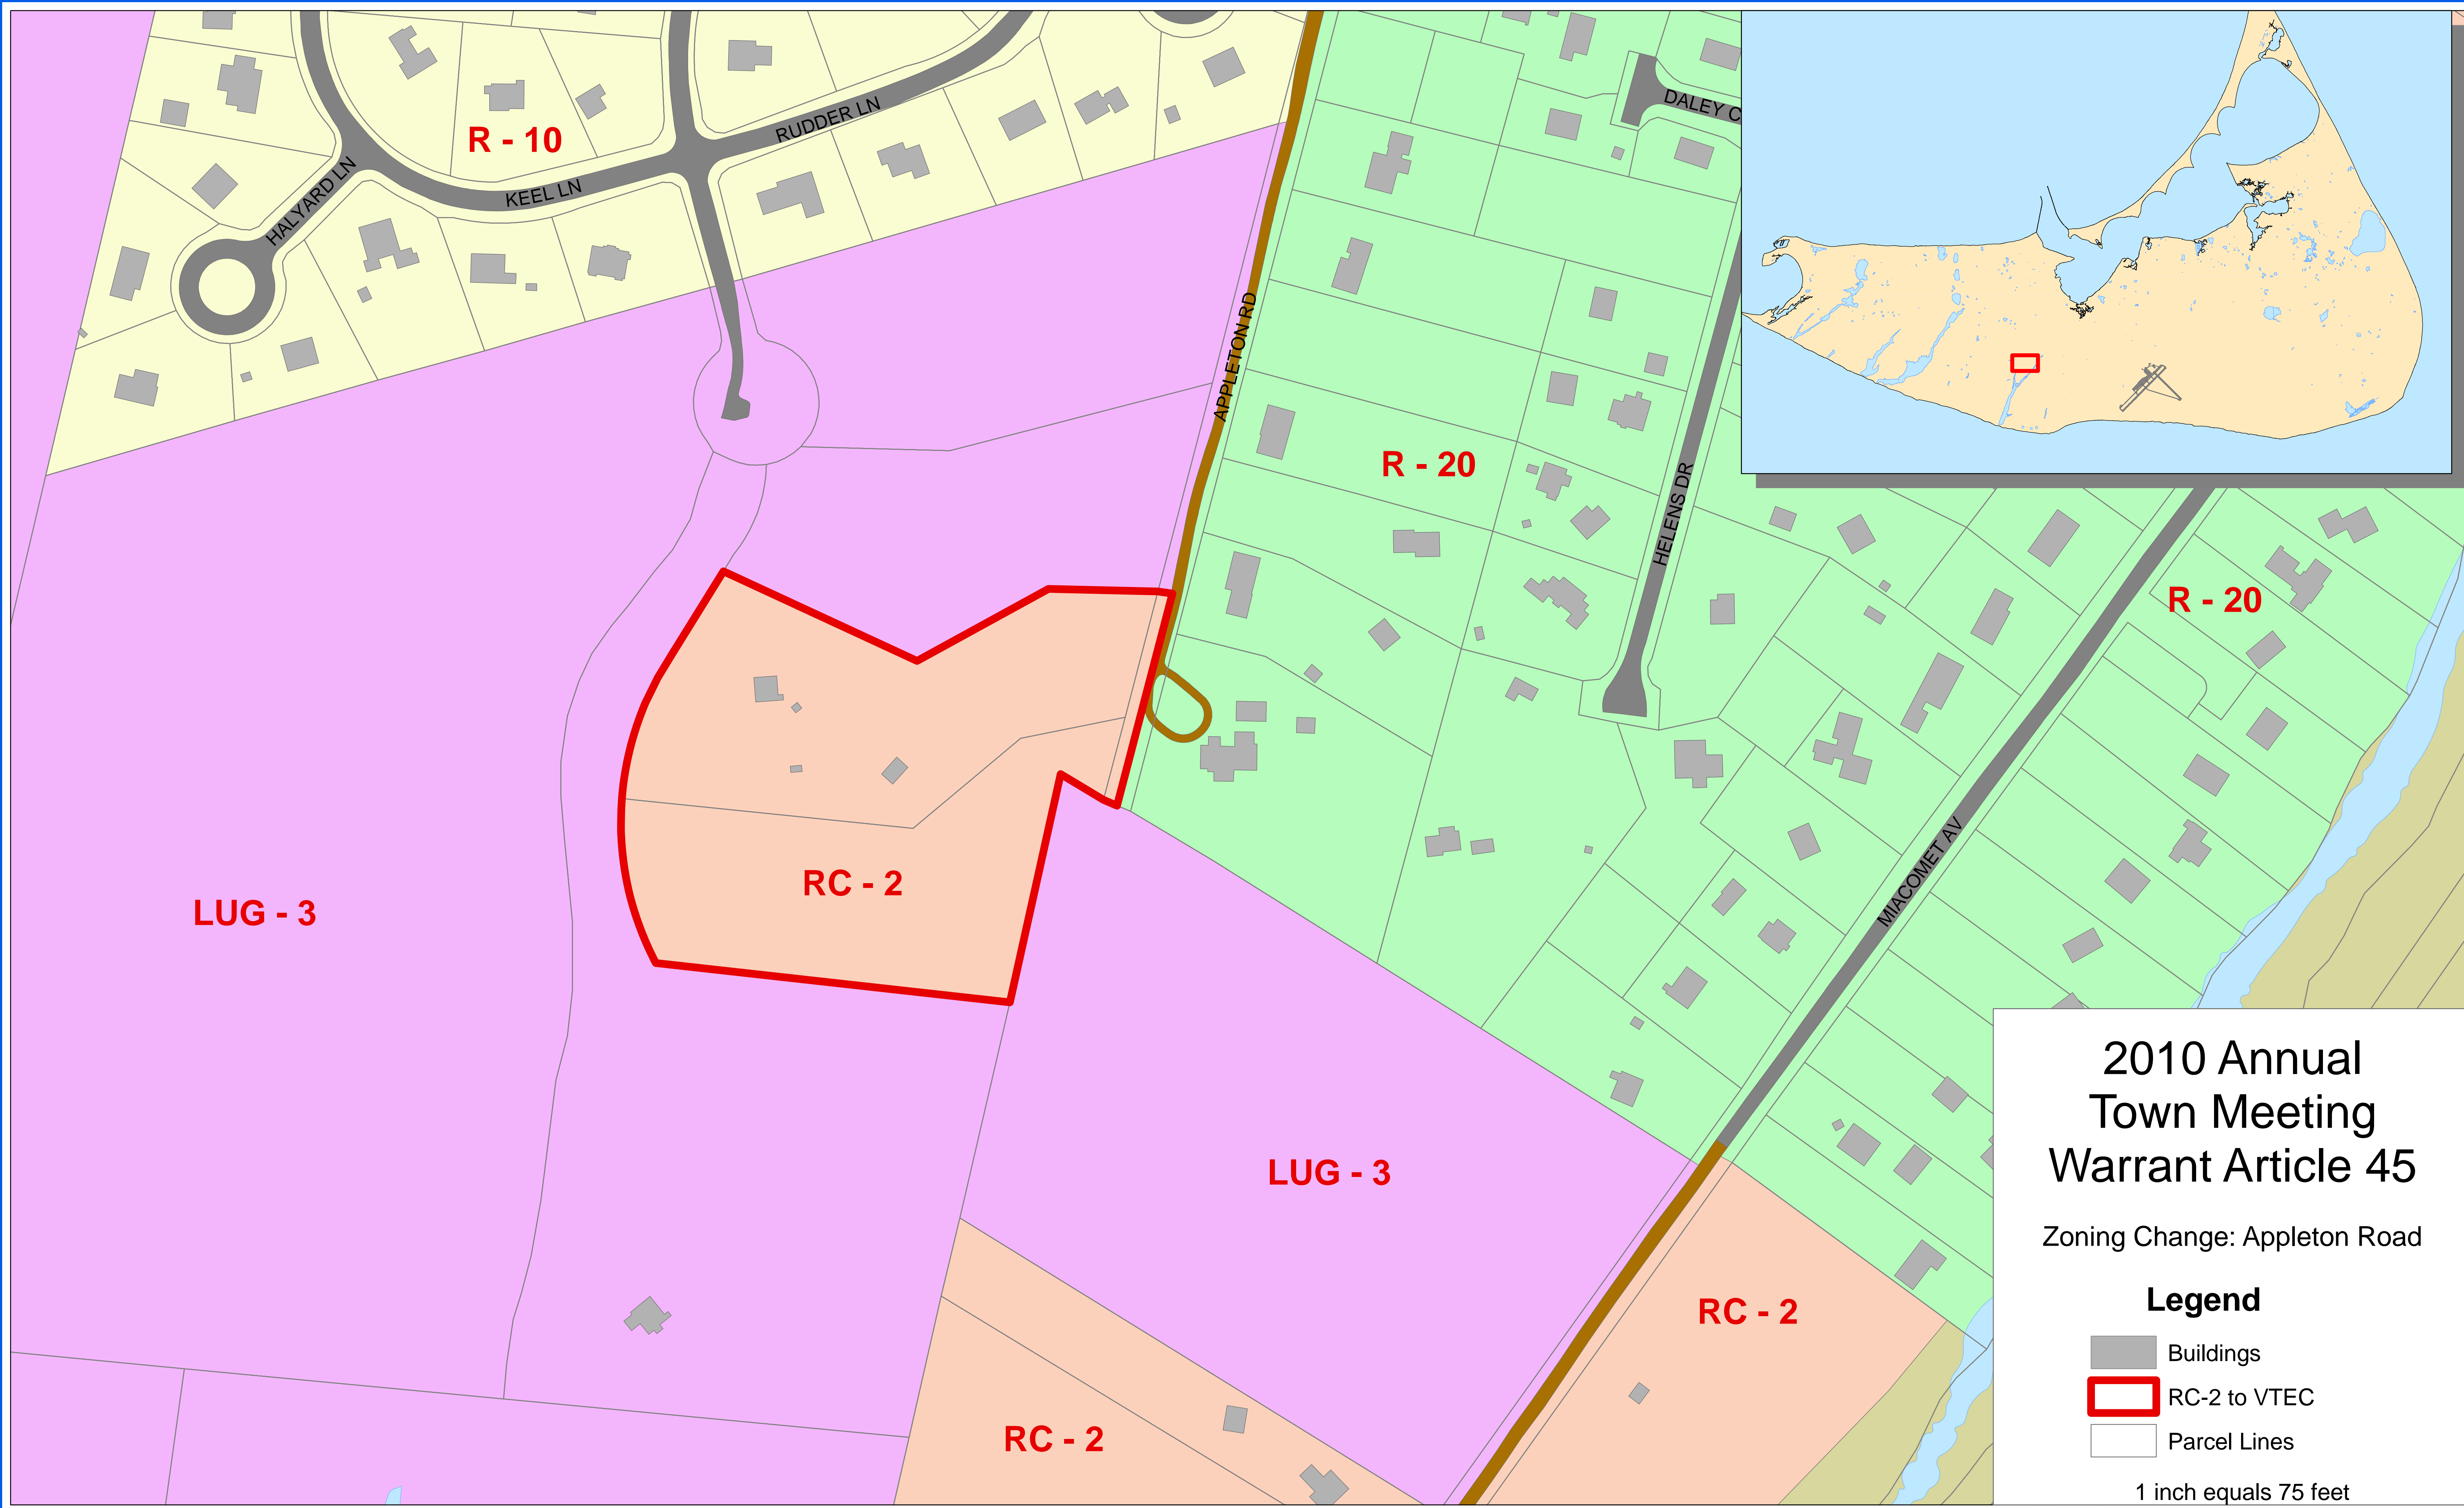 R - 10
RUDDER LN
DALEY C
KEEL LN
HALYARD LN
APPLETON RD
R - 20
HELENS DR
R - 20
RC - 2
LUG - 3
MIACOMET AV
LUG - 3
RC - 2
RC - 2
2010 Annual
Town Meeting
Warrant Article 45
Zoning Change: Appleton Road
Legend
Buildings
RC-2 to VTEC
Parcel Lines
1 inch equals 75 feet